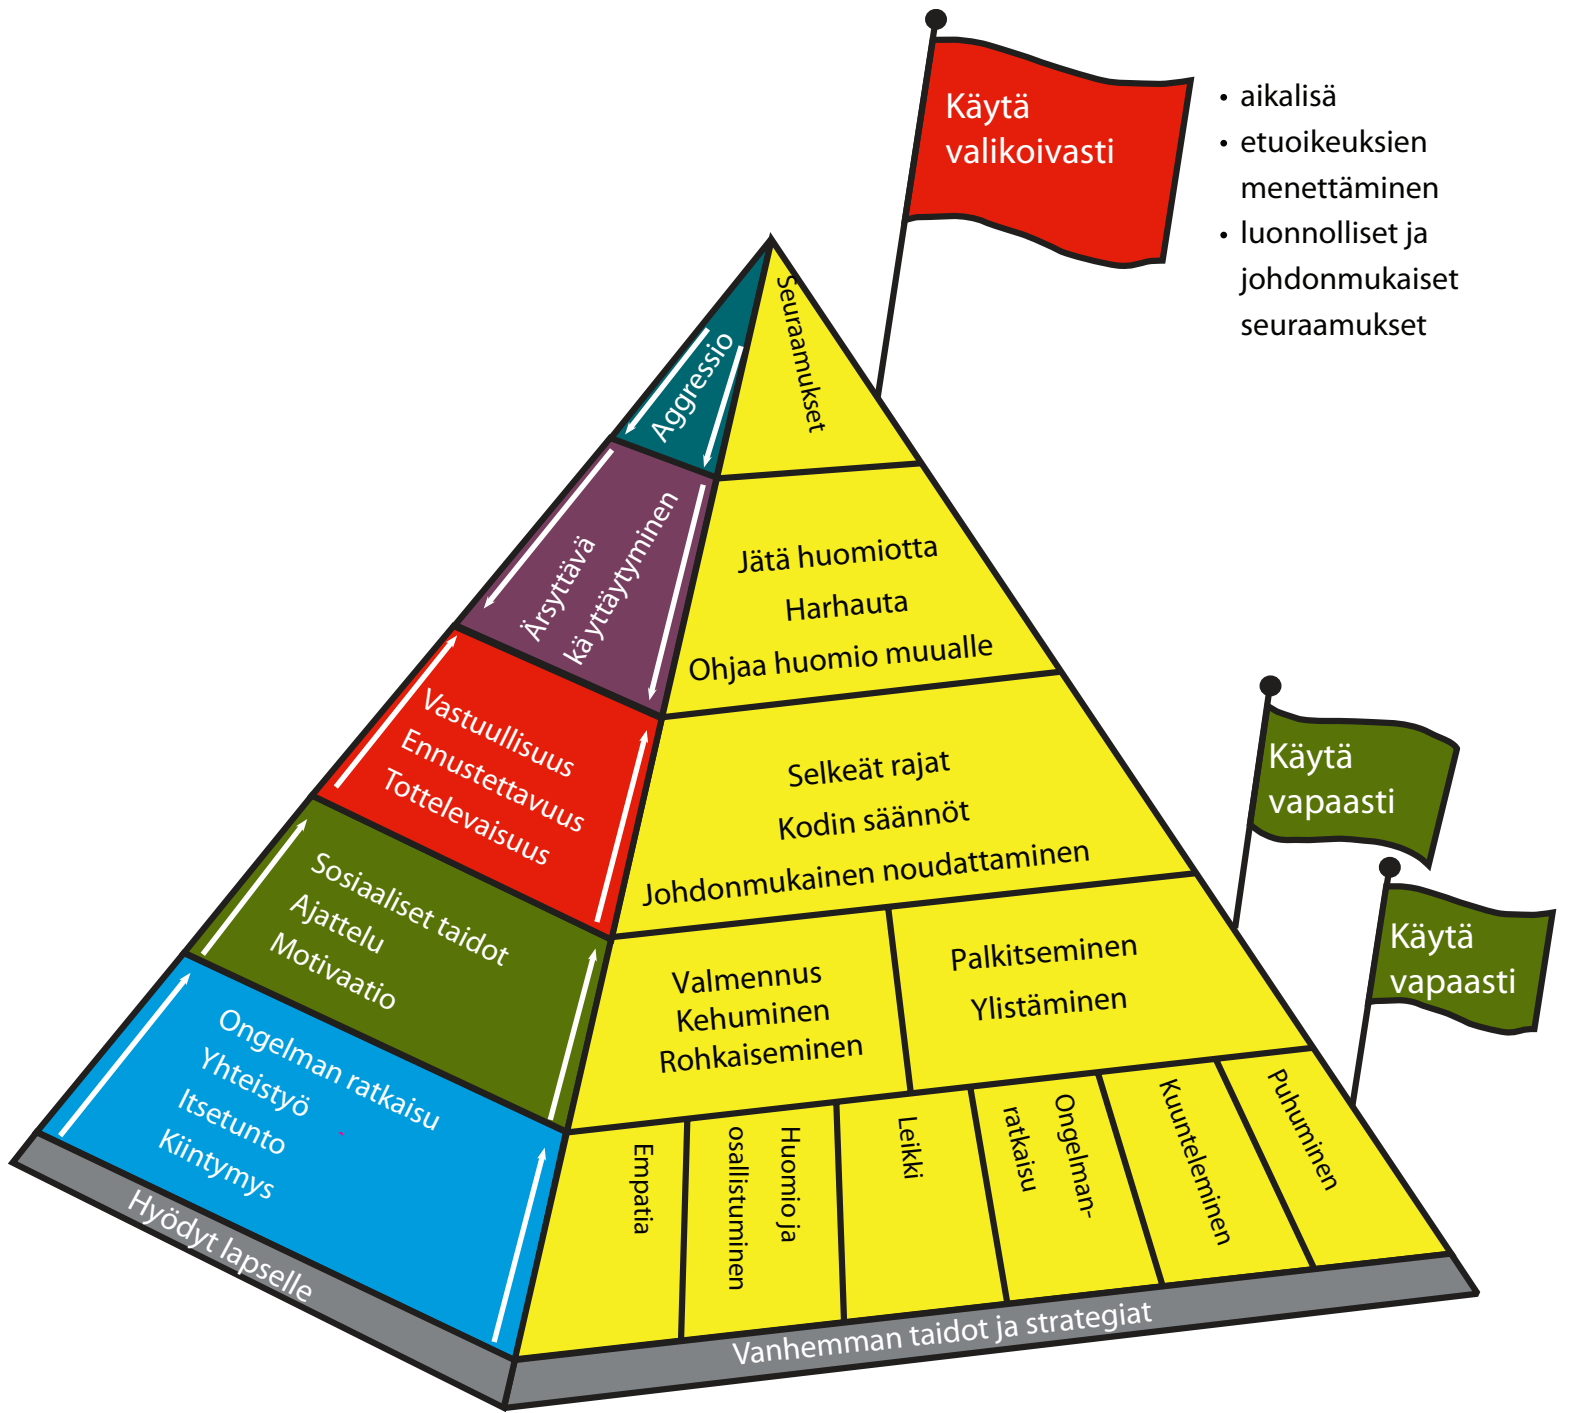 Käytä
valikoivasti
• aikalisä
• etuoikeuksien
menettäminen
• luonnolliset ja
johdonmukaiset
seuraamukset
Aggressio
Seuraamukset
Ärsyttävä
kä yttäytyminen
Jätä huomiotta
Harhauta
Ohjaa huomio muualle
Vastuullisuus
Ennustettavuus
Tottelevaisuus
Selkeät rajat
Kodin säännöt
Johdonmukainen noudattaminen
Käytä
vapaasti
Sosiaaliset taidot
Ajattelu
Motivaatio
Valmennus
Kehuminen
Rohkaiseminen
Palkitseminen
Ylistäminen
Käytä
vapaasti
Ongelman ratkaisu
Yhteistyö
Itsetunto
Kiintymys
Empatia
Huomio ja
osallistuminen
Leikki
Ongelman-
ratkaisu
Kuunteleminen
Puhuminen
Hyödyt lapselle
Vanhemman taidot ja strategiat